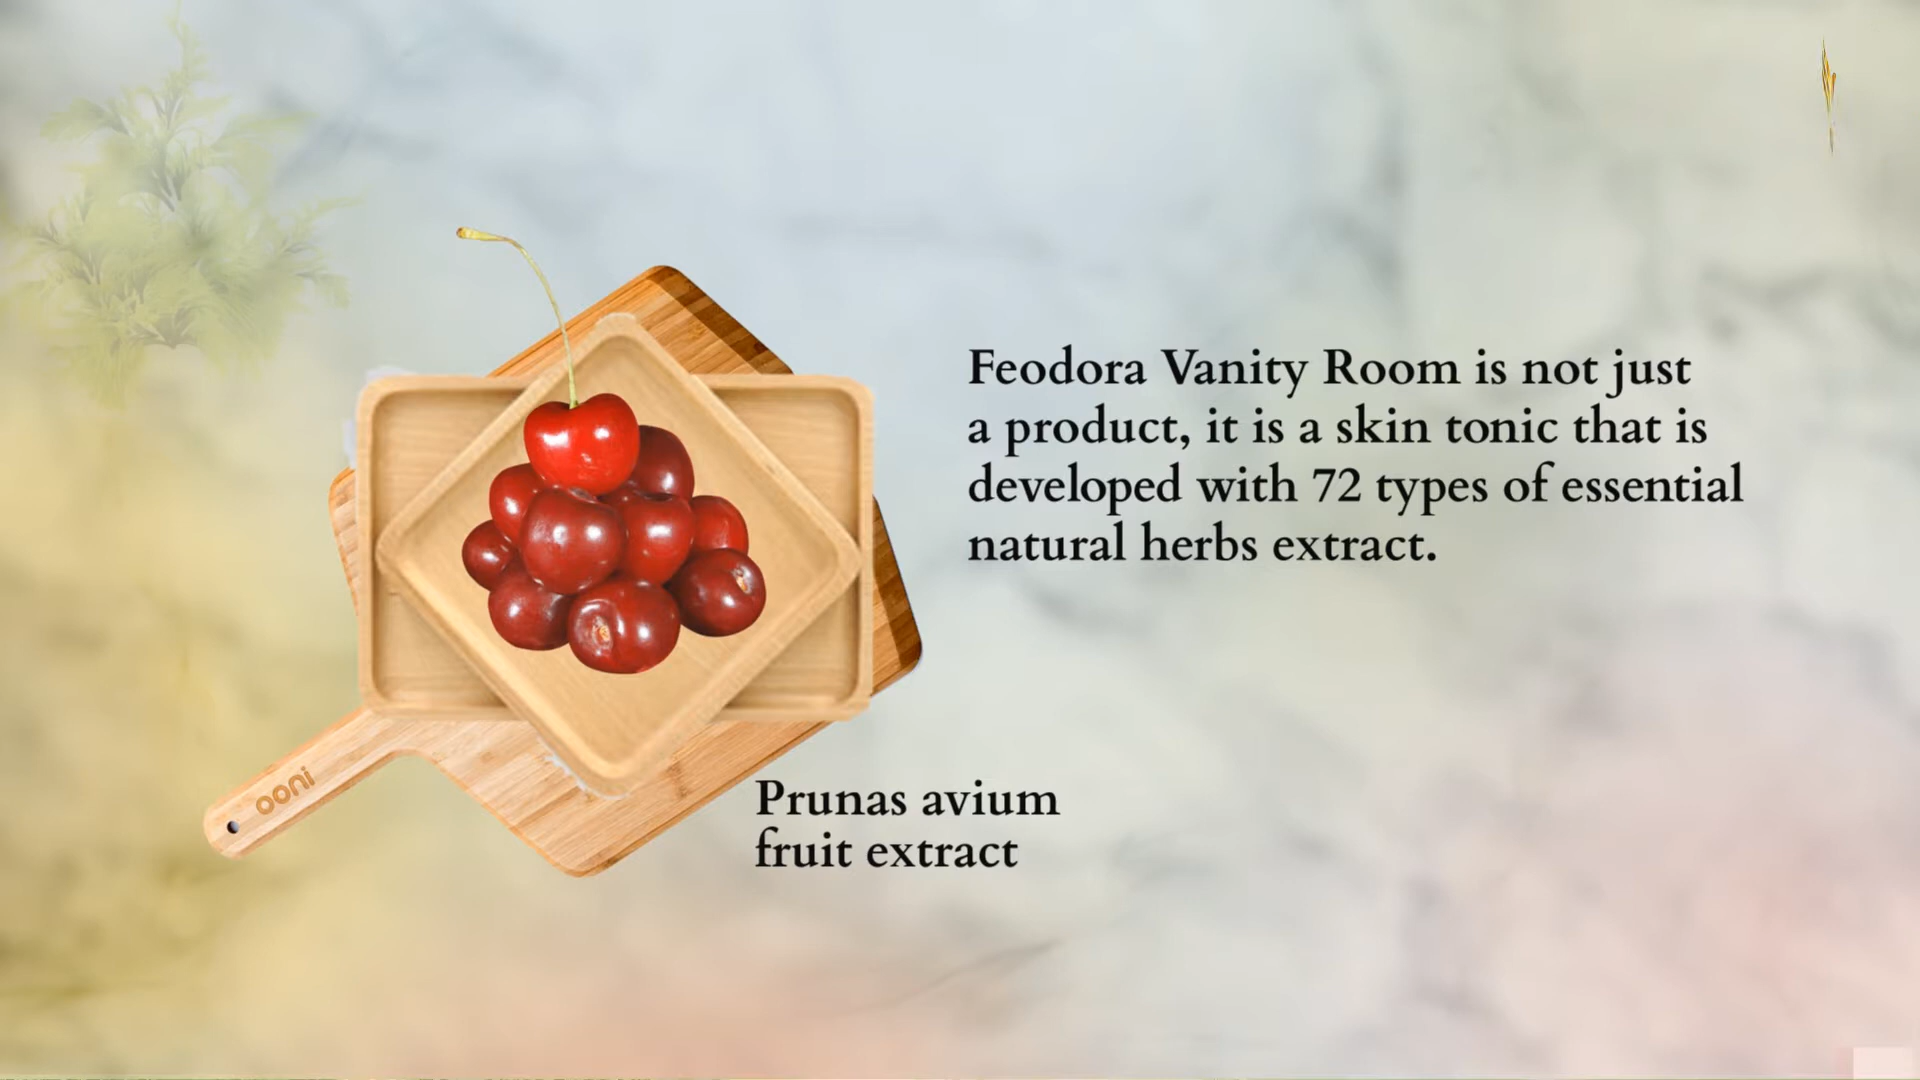 Feodora Vanity Room is not just
a product, it is a skin tonic that is
developed with 72 types of essential
natural herbs extract.
ooni
Prunas avium
fruit extract